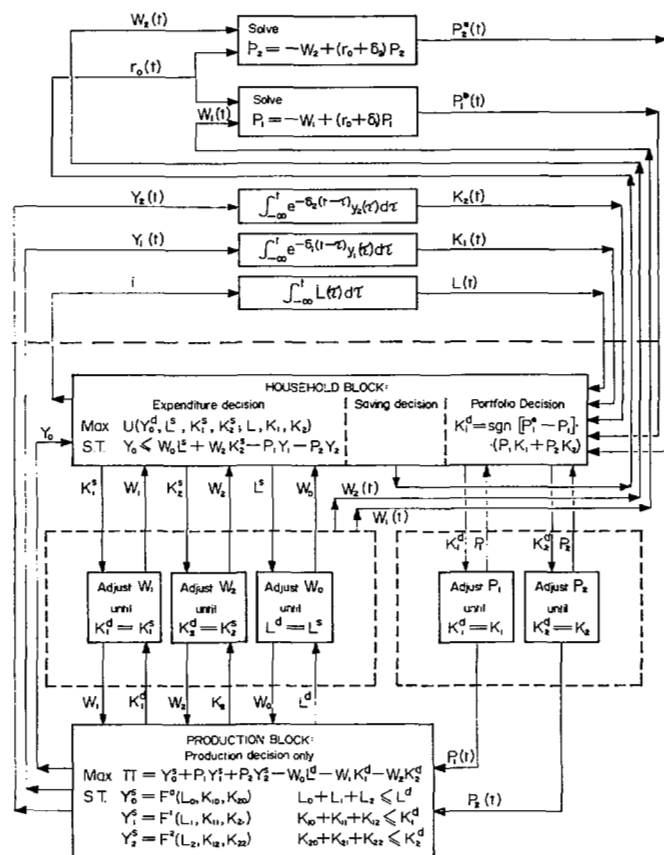 W₂(t)
Solve
Ṗ₂ = −W₂ + (r₀ + δ₂) P₂
P₂*(t)
r₀(t)
W₁(t)
Solve
Ṗ₁ = −W₁ + (r₀ + δ₁) P₁
P₁*(t)
Y₂(t)
∫₋∞ᵗ e^{−δ₂(t−τ)} y₂(τ) dτ
K₂(t)
Y₁(t)
∫₋∞ᵗ e^{−δ₁(t−τ)} y₁(τ) dτ
K₁(t)
∫₋∞ᵗ L(τ) dτ
L(t)
HOUSEHOLD BLOCK:
Expenditure decision
Saving decision
Portfolio Decision
Max U(Y₀ᵈ, Lˢ, K₁ˢ, K₂ˢ, L, K₁, K₂)
S.T. Y₀ ⩽ W₀Lˢ + W₂K₂ˢ − P₁Y₁ − P₂Y₂
K₁ᵈ = sgn [P₁* − P₁]·
·(P₁K₁ + P₂K₂)
Y₀
K₁ˢ W₁ K₂ˢ W₂ Lˢ W₀
W₂(t)
W₁(t)
K₁ᵈ P₁ K₂ᵈ P₂
Adjust W₁
until
K₁ᵈ = K₁ˢ
Adjust W₂
until
K₂ᵈ = K₂ˢ
Adjust W₀
until
Lᵈ = Lˢ
Adjust P₁
until
K₁ᵈ = K₁
Adjust P₂
until
K₂ᵈ = K₂
W₁ K₁ᵈ W₂ K₂ W₀ Lᵈ
PRODUCTION BLOCK:
Production decision only
Max Π = Y₀ˢ + P₁Y₁ˢ + P₂Y₂ˢ − W₀Lᵈ − W₁K₁ᵈ − W₂K₂ᵈ
S.T. Y₀ˢ = F⁰(L₀, K₁₀, K₂₀) L₀ + L₁ + L₂ ⩽ Lᵈ
Y₁ˢ = F¹(L₁, K₁₁, K₂,) K₁₀ + K₁₁ + K₁₂ ⩽ K₁ᵈ
Y₂ˢ = F²(L₂, K₁₂, K₂₂) K₂₀ + K₂₁ + K₂₂ ⩽ K₂ᵈ
P₁(t)
P₂(t)